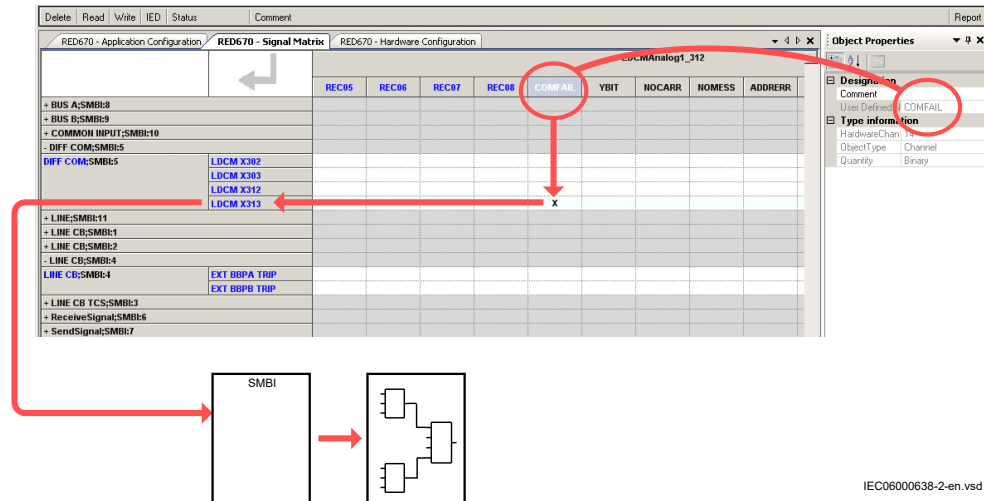 Delete Read Write IED Status Comment Report
RED670 - Application Configuration RED670 - Signal Matrix RED670 - Hardware Configuration
Object Properties
LDCMAnalog1_312
REC05 REC06 REC07 REC08 COMFAIL YBIT NOCARR NOMESS ADDRERR
Designation
Comment
User Defined N COMFAIL
Type information
HardwareChan 14
ObjectType Channel
Quantity Binary
+ BUS A;SMBI:8
+ BUS B;SMBI:9
+ COMMON INPUT;SMBI:10
- DIFF COM;SMBI:5
DIFF COM;SMBI:5 LDCM X302
LDCM X303
LDCM X312
LDCM X313 X
+ LINE;SMBI:11
+ LINE CB;SMBI:1
+ LINE CB;SMBI:2
- LINE CB;SMBI:4
LINE CB;SMBI:4 EXT BBPA TRIP
EXT BBPB TRIP
+ LINE CB TCS;SMBI:3
+ ReceiveSignal;SMBI:6
+ SendSignal;SMBI:7
SMBI
IEC06000638-2-en.vsd